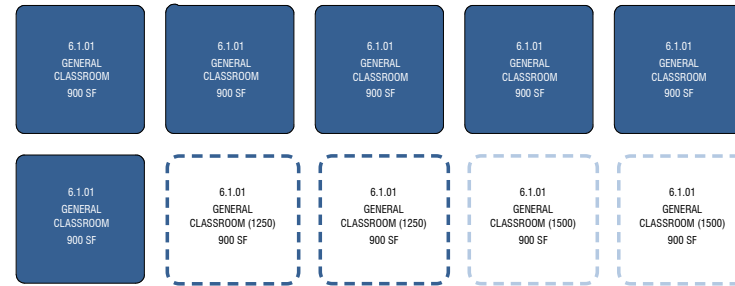 6.1.01
GENERAL
CLASSROOM
900 SF
6.1.01
GENERAL
CLASSROOM
900 SF
6.1.01
GENERAL
CLASSROOM
900 SF
6.1.01
GENERAL
CLASSROOM
900 SF
6.1.01
GENERAL
CLASSROOM
900 SF
6.1.01
GENERAL
CLASSROOM
900 SF
6.1.01
GENERAL
CLASSROOM (1250)
900 SF
6.1.01
GENERAL
CLASSROOM (1250)
900 SF
6.1.01
GENERAL
CLASSROOM (1500)
900 SF
6.1.01
GENERAL
CLASSROOM (1500)
900 SF